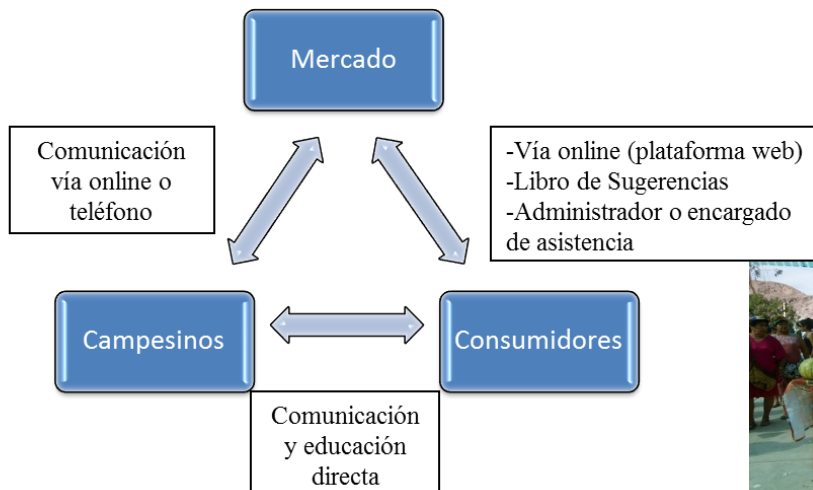 Mercado
Comunicación
vía online o
teléfono
-Vía online (plataforma web)
-Libro de Sugerencias
-Administrador o encargado
de asistencia
Campesinos
Consumidores
Comunicación
y educación
directa